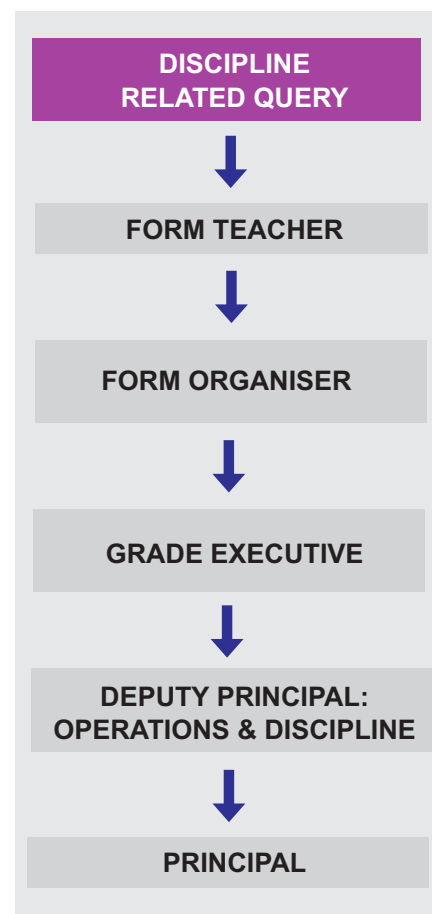 DISCIPLINE
RELATED QUERY
FORM TEACHER
FORM ORGANISER
GRADE EXECUTIVE
DEPUTY PRINCIPAL:
OPERATIONS & DISCIPLINE
PRINCIPAL